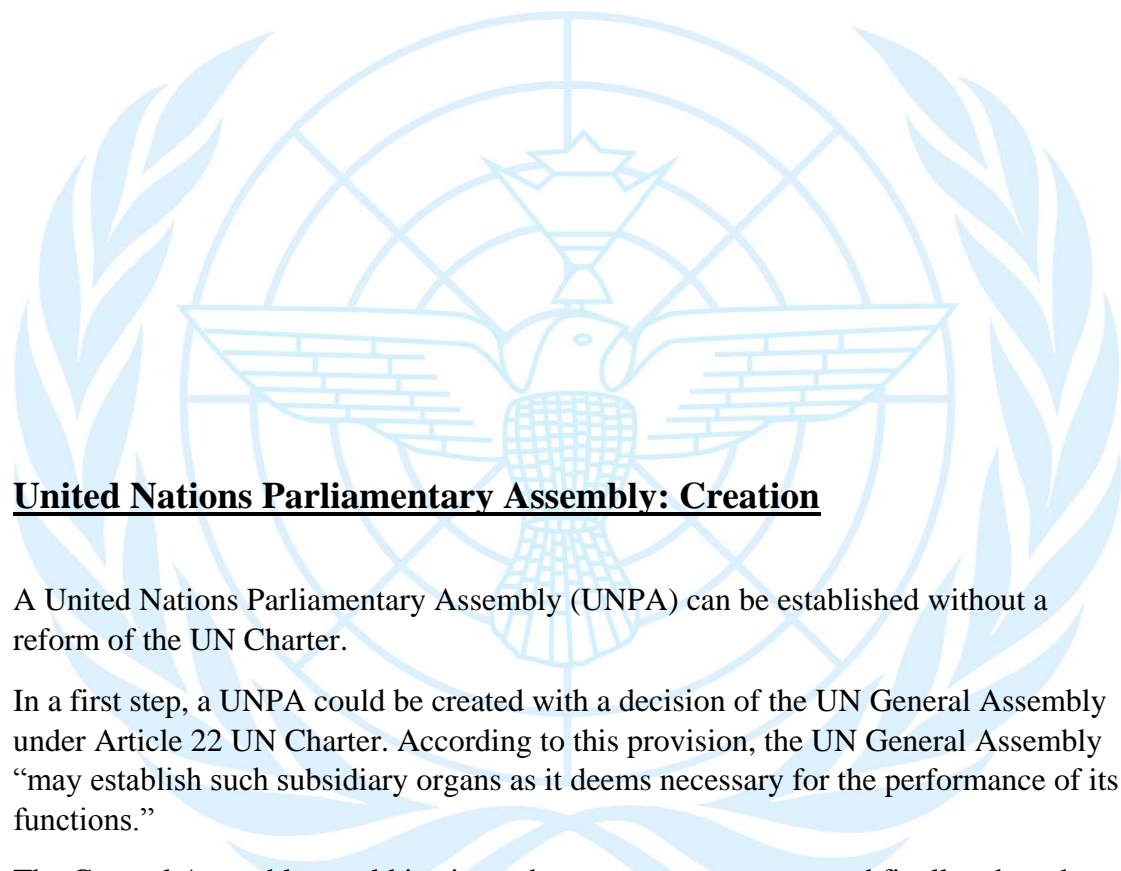 United Nations Parliamentary Assembly: Creation
A United Nations Parliamentary Assembly (UNPA) can be established without a
reform of the UN Charter.
In a first step, a UNPA could be created with a decision of the UN General Assembly
under Article 22 UN Charter. According to this provision, the UN General Assembly
“may establish such subsidiary organs as it deems necessary for the performance of its
functions.”